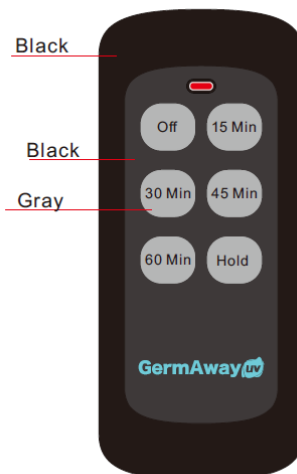 Black
Off 15 Min
Black
30 Min 45 Min
Gray
60 Min Hold
GermAway UV